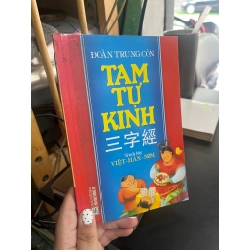 ĐOÀN TRUNG CÒN
TAM
TỰ
KINH
三字經
VIỆT-HÁN-NÔM